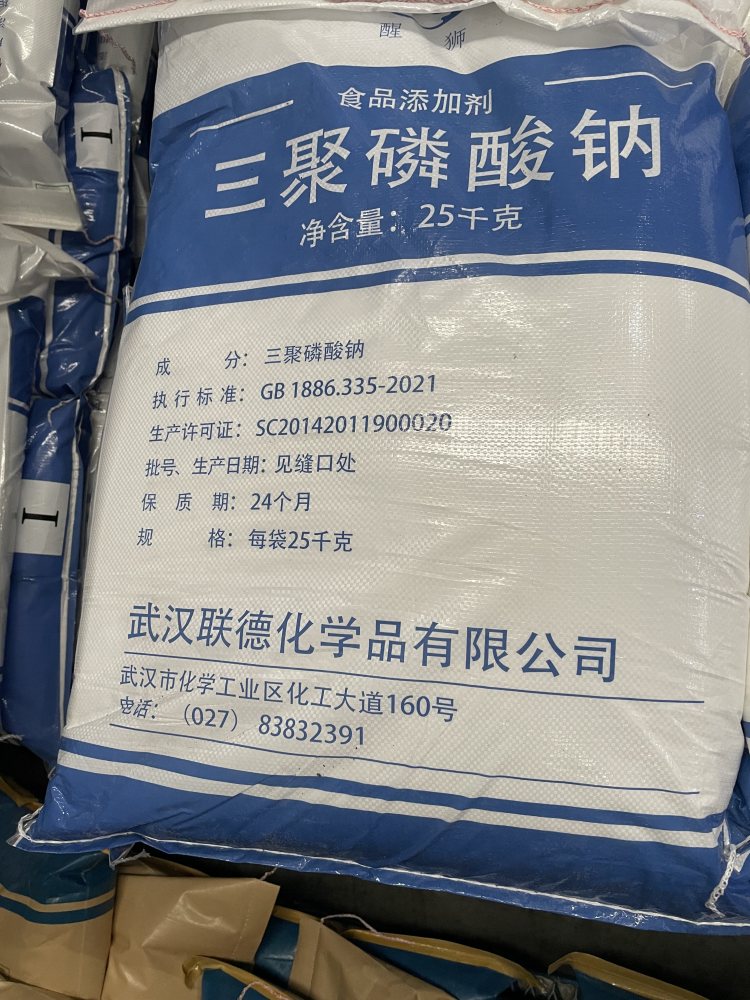 醒 狮
食品添加剂
三聚磷酸钠
净含量：25千克
成 分：三聚磷酸钠
执行标准：GB 1886.335-2021
生产许可证：SC20142011900020
批号、生产日期：见缝口处
保 质 期：24个月
规 格：每袋25千克
武汉联德化学品有限公司
武汉市化学工业区化工大道160号
电话：（027）83832391
I
I